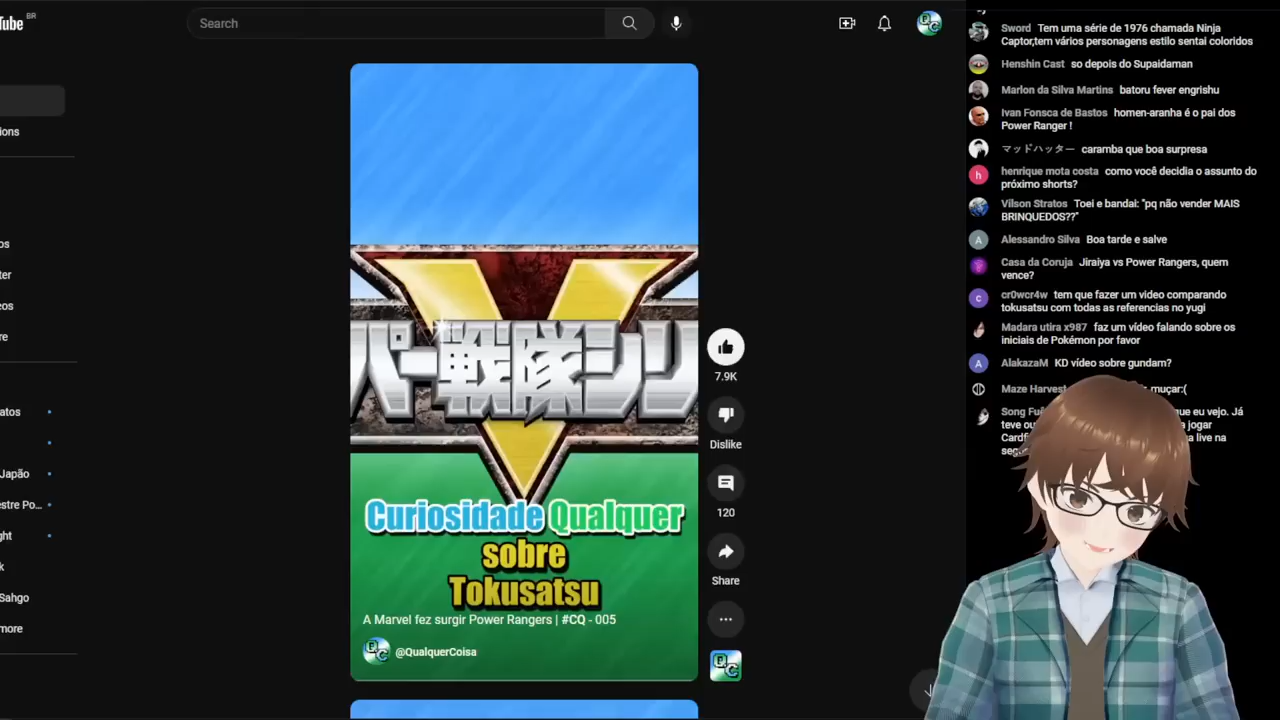 Tube BR
Search
ions
os
ter
eos
re
atos
Japão
estre Po...
ght
k
Sahgo
more
パー戦隊シリ
Curiosidade Qualquer
sobre
Tokusatsu
A Marvel fez surgir Power Rangers | #CQ - 005
@QualquerCoisa
7.9K
Dislike
120
Share
Sword Tem uma série de 1976 chamada Ninja
Captor,tem vários personagens estilo sentai coloridos
Henshin Cast so depois do Supaidaman
Marlon da Silva Martins batoru fever engrishu
Ivan Fonsca de Bastos homen-aranha é o pai dos
Power Ranger !
マッドハッター caramba que boa surpresa
henrique mota costa como você decidia o assunto do
próximo shorts?
Vilson Stratos Toei e bandai: "pq não vender MAIS
BRINQUEDOS??"
Alessandro Silva Boa tarde e salve
Casa da Coruja Jiraiya vs Power Rangers, quem
vence?
cr0wcr4w tem que fazer um video comparando
tokusatsu com todas as referencias no yugi
Madara utira x987 faz um vídeo falando sobre os
iniciais de Pokémon por favor
AlakazaM KD vídeo sobre gundam?
Maze Harvest muçar:(
Song que eu vejo. Já
teve jogar
Cardf live na